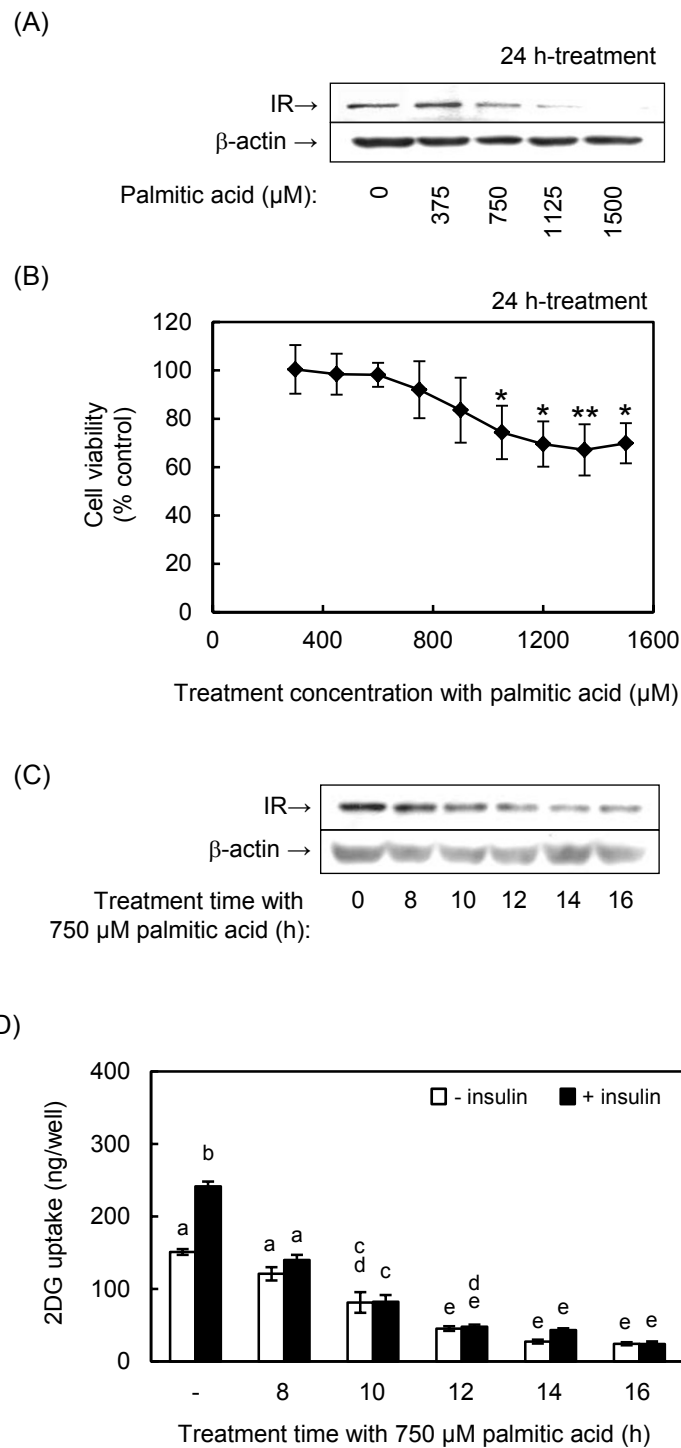 (A)
24 h-treatment
IR→
β-actin →
Palmitic acid (µM):
0
375
750
1125
1500
(B)
24 h-treatment
120
100
80
60
40
20
0
* * ** *
Cell viability
(% control)
0 400 800 1200 1600
Treatment concentration with palmitic acid (µM)
(C)
IR→
β-actin →
Treatment time with
750 µM palmitic acid (h):
0 8 10 12 14 16
D)
400
300
200
100
0
2DG uptake (ng/well)
- insulin + insulin
a b
a a
c
d
c
e
d
e
e e
e e
- 8 10 12 14 16
Treatment time with 750 µM palmitic acid (h)